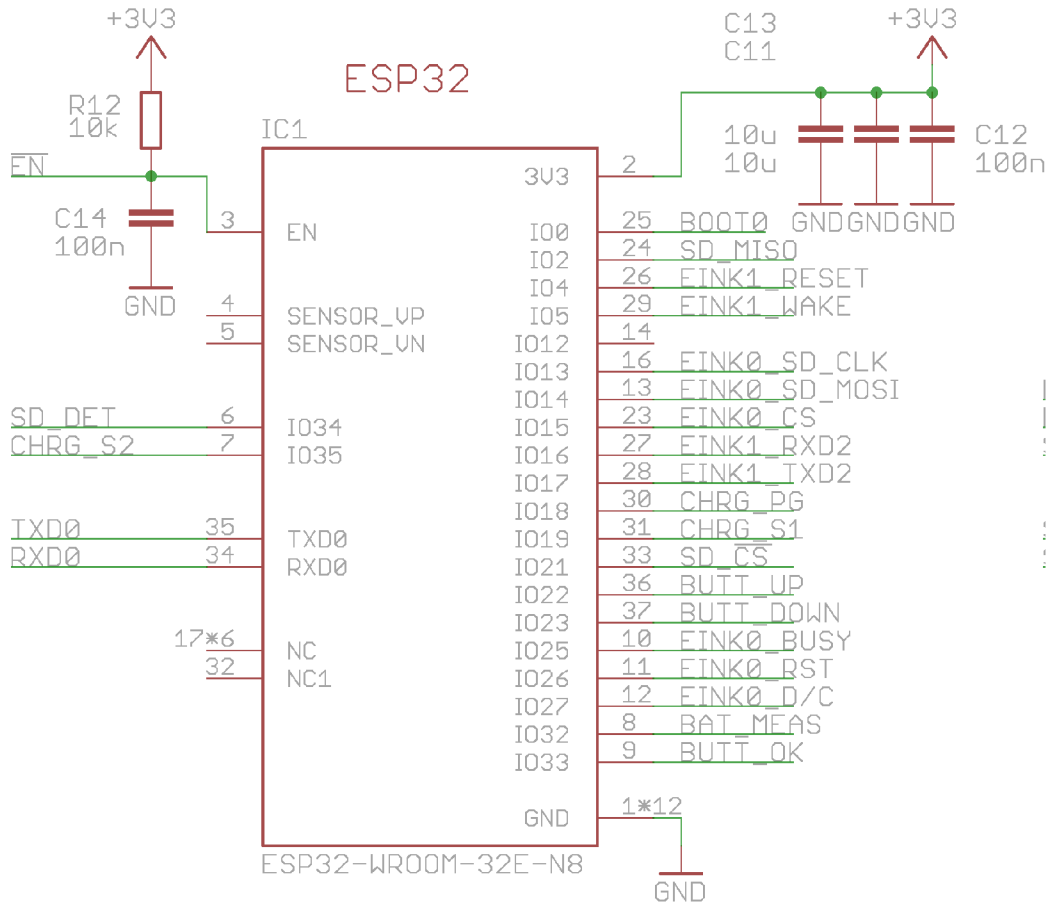 +3V3
C13
C11
+3V3
ESP32
R12
10k
IC1
10u
10u
C12
100n
EN
3V3
2
C14
100n
3
EN
GND
GND
GND
GND
IO0
25
BOOT0
IO2
24
SD_MISO
IO4
26
EINK1_RESET
4
SENSOR_VP
IO5
29
EINK1_WAKE
5
SENSOR_VN
IO12
14
IO13
16
EINK0_SD_CLK
IO14
13
EINK0_SD_MOSI
SD_DET
6
IO34
IO15
23
EINK0_CS
CHRG_S2
7
IO35
IO16
27
EINK1_RXD2
IO17
28
EINK1_TXD2
IO18
30
CHRG_PG
TXD0
35
TXD0
IO19
31
CHRG_S1
RXD0
34
RXD0
IO21
33
SD_CS
IO22
36
BUTT_UP
IO23
37
BUTT_DOWN
17*6
NC
IO25
10
EINK0_BUSY
32
NC1
IO26
11
EINK0_RST
IO27
12
EINK0_D/C
IO32
8
BAT_MEAS
IO33
9
BUTT_OK
GND
1*12
ESP32-WROOM-32E-N8
GND